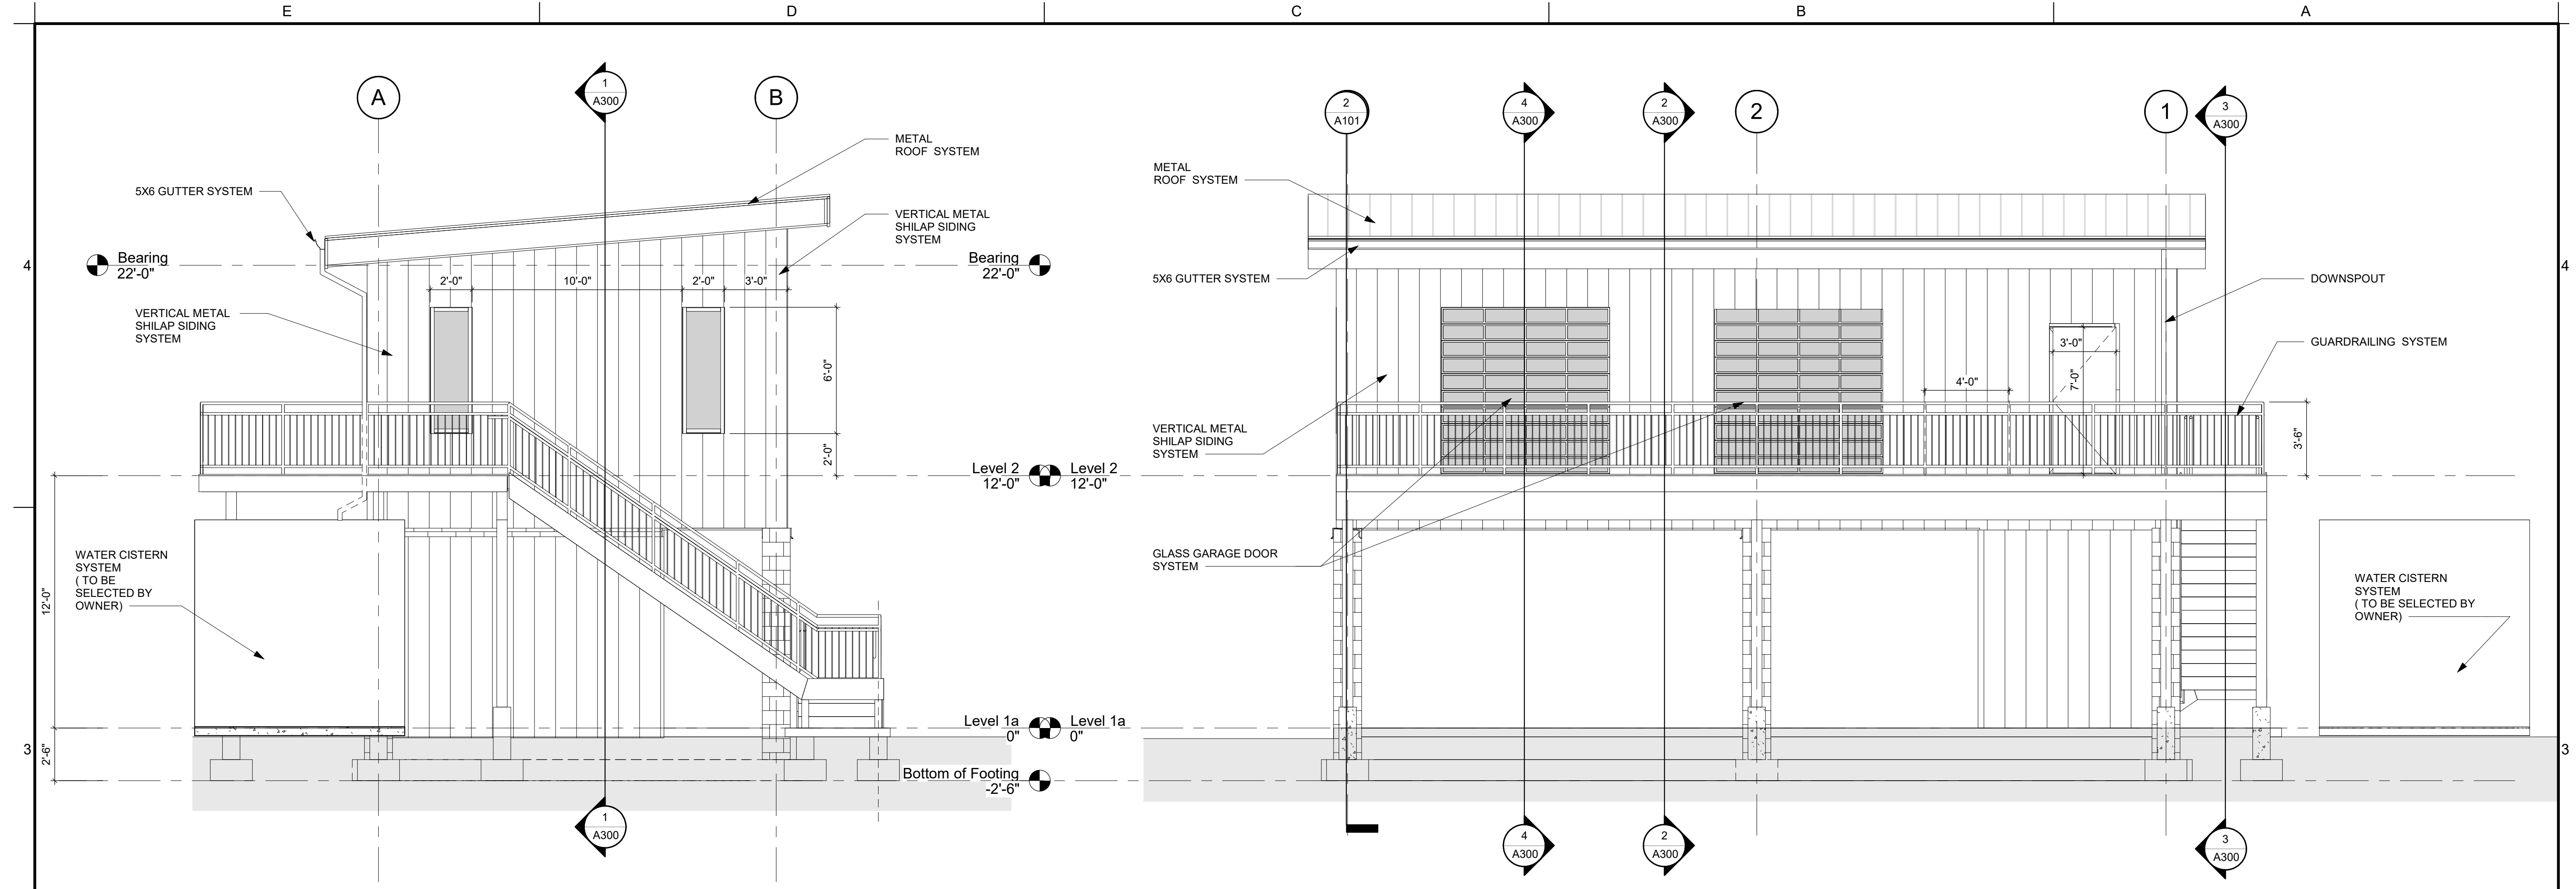 E
D
C
B
A
4
3
4
3
A
1
A300
B
METAL
ROOF SYSTEM
5X6 GUTTER SYSTEM
VERTICAL METAL
SHILAP SIDING
SYSTEM
Bearing
22'-0"
Bearing
22'-0"
2'-0"
10'-0"
2'-0"
3'-0"
VERTICAL METAL
SHILAP SIDING
SYSTEM
6'-0"
2'-0"
Level 2
12'-0"
WATER CISTERN
SYSTEM
( TO BE
SELECTED BY
OWNER)
12'-0"
2'-6"
Level 1a
0"
Bottom of Footing
-2'-6"
1
A300
2
A101
4
A300
2
A300
2
1
3
A300
METAL
ROOF SYSTEM
5X6 GUTTER SYSTEM
DOWNSPOUT
GUARDRAILING SYSTEM
3'-0"
7'-0"
4'-0"
3'-6"
VERTICAL METAL
SHILAP SIDING
SYSTEM
Level 2
12'-0"
GLASS GARAGE DOOR
SYSTEM
WATER CISTERN
SYSTEM
( TO BE SELECTED BY
OWNER)
Level 1a
0"
4
A300
2
A300
3
A300